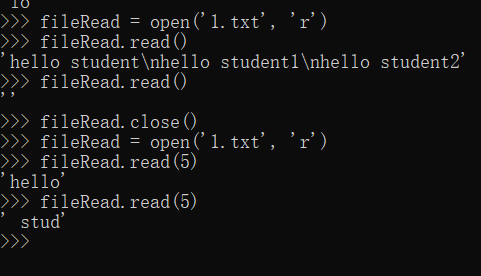 lo
>>> fileRead = open('1.txt', 'r')
>>> fileRead.read()
'hello student\nhello student1\nhello student2'
>>> fileRead.read()
''
>>> fileRead.close()
>>> fileRead = open('1.txt', 'r')
>>> fileRead.read(5)
'hello'
>>> fileRead.read(5)
' stud'
>>>